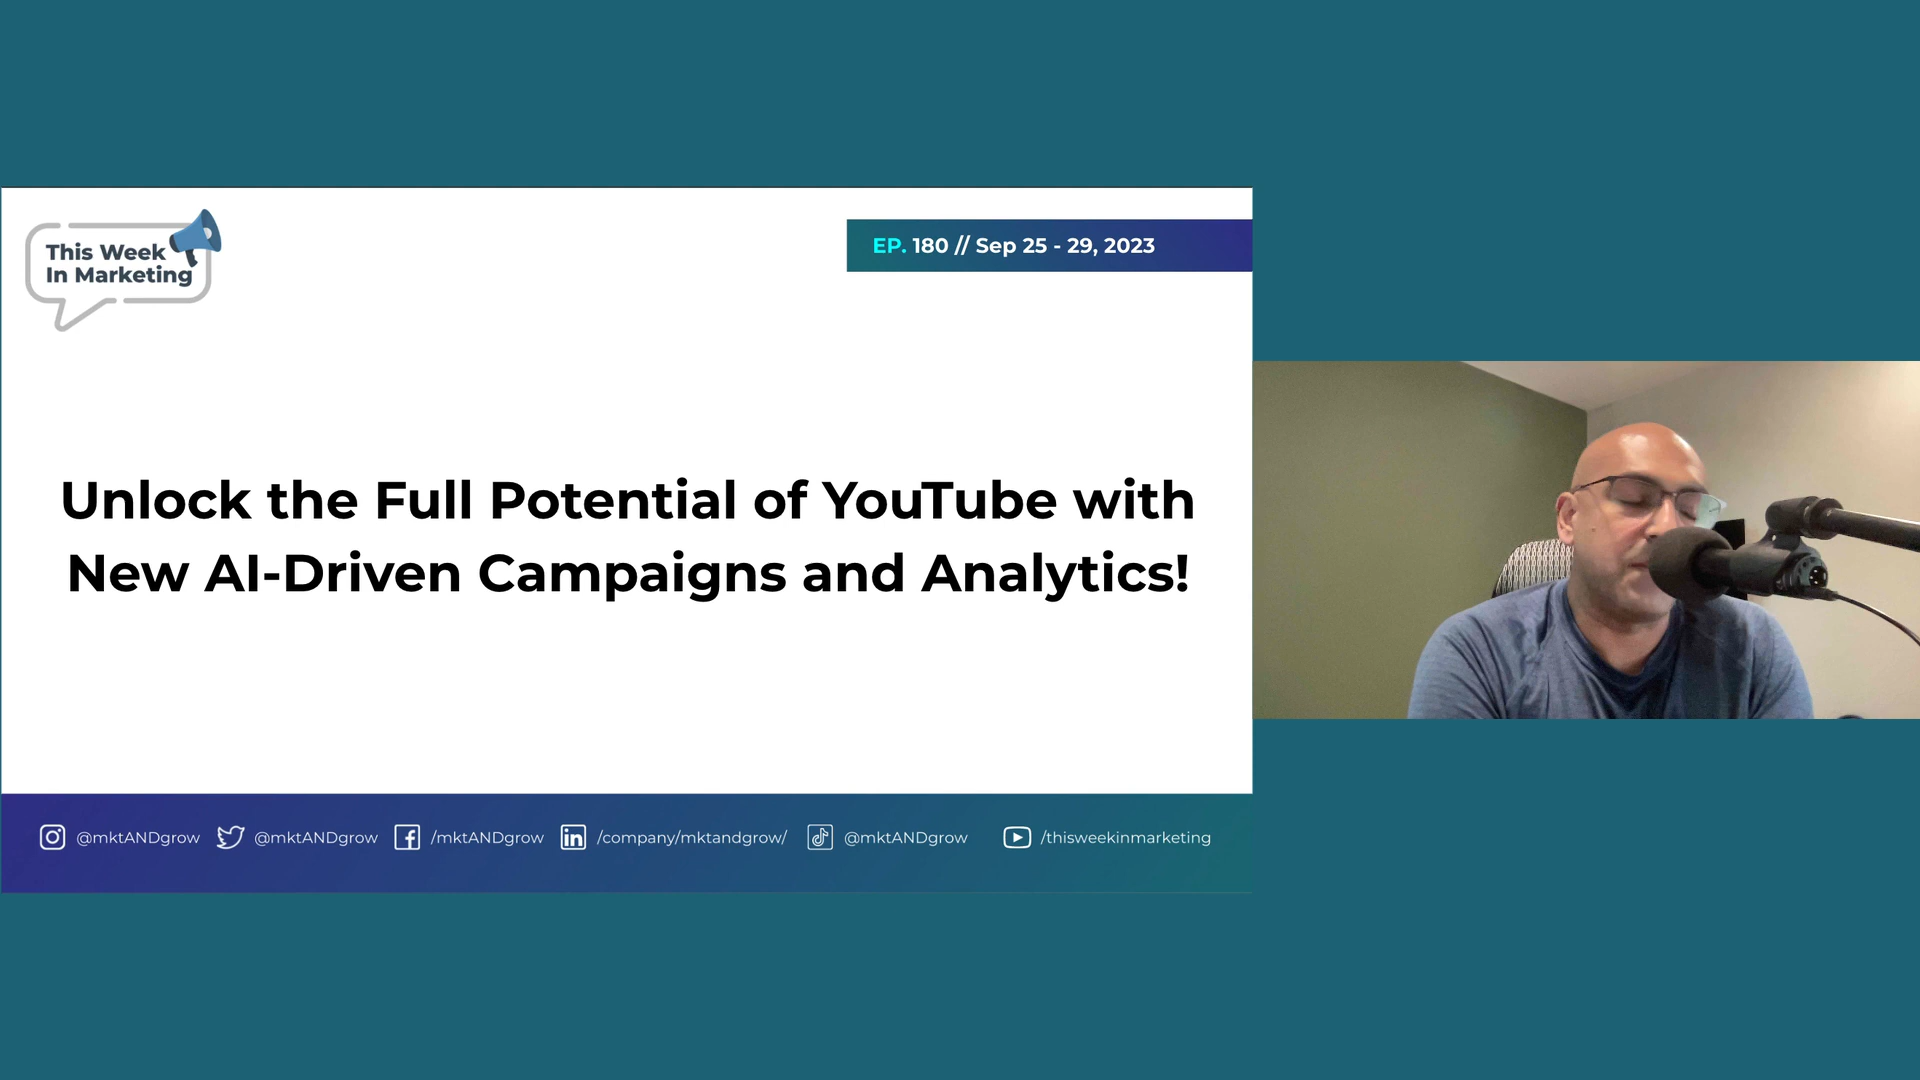 This Week
In Marketing
EP. 180 // Sep 25 - 29, 2023
Unlock the Full Potential of YouTube with
New AI-Driven Campaigns and Analytics!
@mktANDgrow @mktANDgrow /mktANDgrow /company/mktandgrow/ @mktANDgrow /thisweekinmarketing